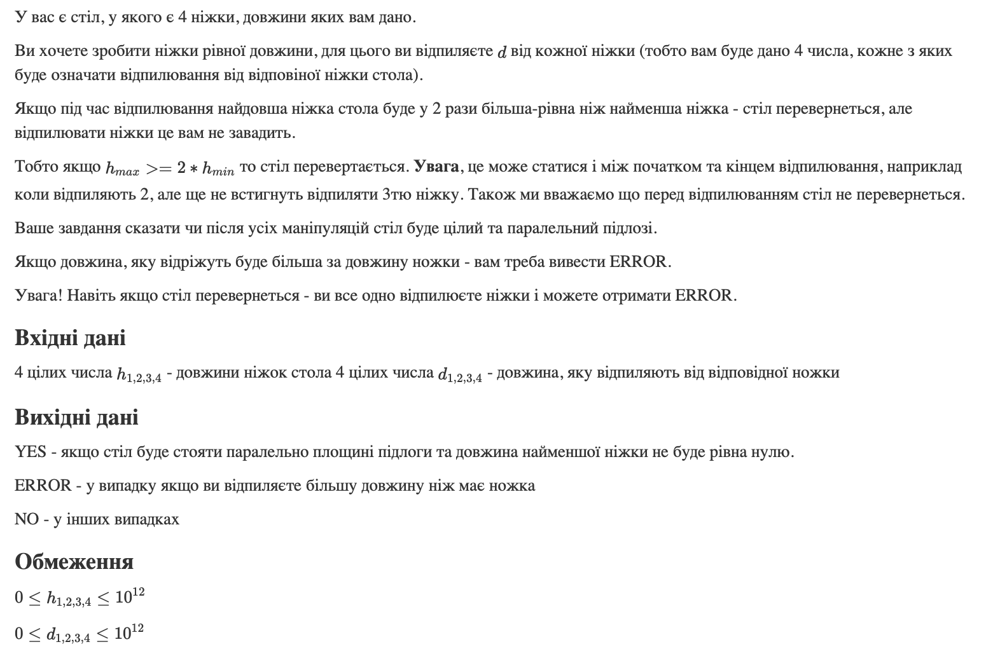 У вас є стіл, у якого є 4 ніжки, довжини яких вам дано.
Ви хочете зробити ніжки рівної довжини, для цього ви відпиляєте d від кожної ніжки (тобто вам буде дано 4 числа, кожне з яких
буде означати відпилювання від відповіної ніжки стола).
Якщо під час відпилювання найдовша ніжка стола буде у 2 рази більша-рівна ніж найменша ніжка - стіл перевернеться, але
відпилювати ніжки це вам не завадить.
Тобто якщо h_{max} >= 2 * h_{min} то стіл перевертається. Увага, це може статися і між початком та кінцем відпилювання, наприклад
коли відпиляють 2, але ще не встигнуть відпиляти 3тю ніжку. Також ми вважаємо що перед відпилюванням стіл не перевернеться.
Ваше завдання сказати чи після усіх маніпуляцій стіл буде цілий та паралельний підлозі.
Якщо довжина, яку відріжуть буде більша за довжину ножки - вам треба вивести ERROR.
Увага! Навіть якщо стіл перевернеться - ви все одно відпилюєте ніжки і можете отримати ERROR.
Вхідні дані
4 цілих числа h_{1,2,3,4} - довжини ніжок стола 4 цілих числа d_{1,2,3,4} - довжина, яку відпиляють від відповідної ножки
Вихідні дані
YES - якщо стіл буде стояти паралельно площині підлоги та довжина найменшої ніжки не буде рівна нулю.
ERROR - у випадку якщо ви відпиляєте більшу довжину ніж має ножка
NO - у інших випадках
Обмеження
0 ≤ h_{1,2,3,4} ≤ 10^{12}
0 ≤ d_{1,2,3,4} ≤ 10^{12}